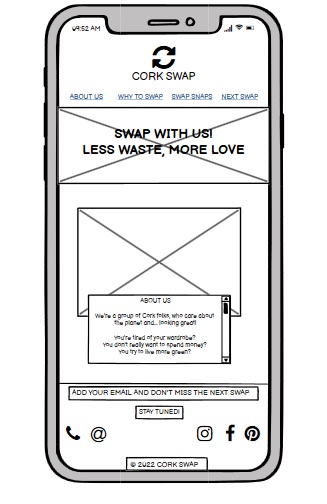 09:52 AM
CORK SWAP
ABOUT US WHY TO SWAP SWAP SNAPS NEXT SWAP
SWAP WITH US!
LESS WASTE, MORE LOVE
ABOUT US
We're a group of Cork folks, who care about
the planet and... looking great!
You're tired of your wardrobe?
You don't really want to spend money?
You try to live more green?
ADD YOUR EMAIL AND DON'T MISS THE NEXT SWAP
STAY TUNED!
@
© 2022 CORK SWAP